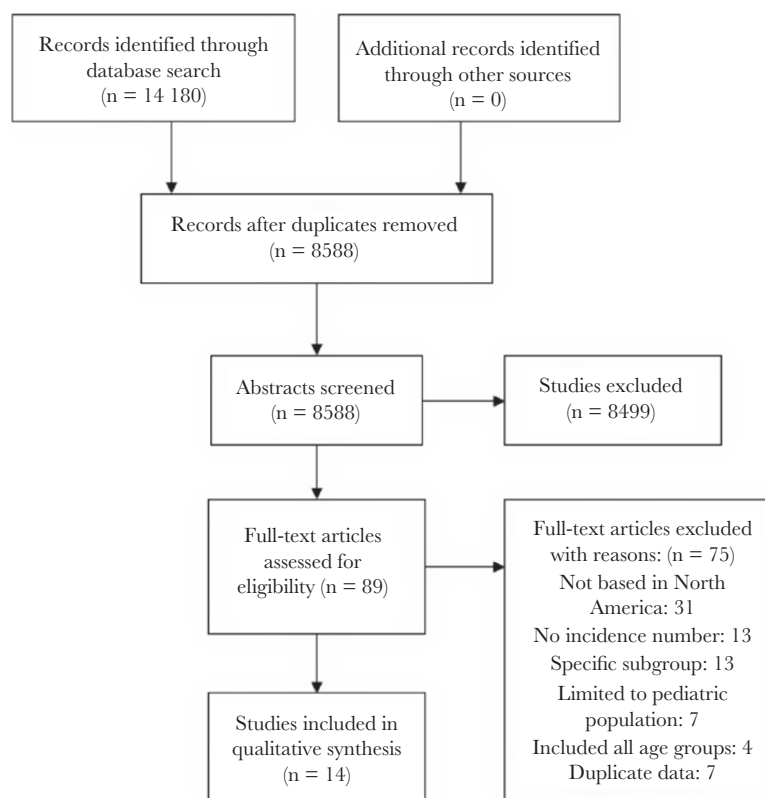 Records identified through
database search
(n = 14 180)
Additional records identified
through other sources
(n = 0)
Records after duplicates removed
(n = 8588)
Abstracts screened
(n = 8588)
Studies excluded
(n = 8499)
Full-text articles
assessed for
eligibility (n = 89)
Full-text articles excluded
with reasons: (n = 75)
Not based in North
America: 31
No incidence number: 13
Specific subgroup: 13
Limited to pediatric
population: 7
Included all age groups: 4
Duplicate data: 7
Studies included in
qualitative synthesis
(n = 14)